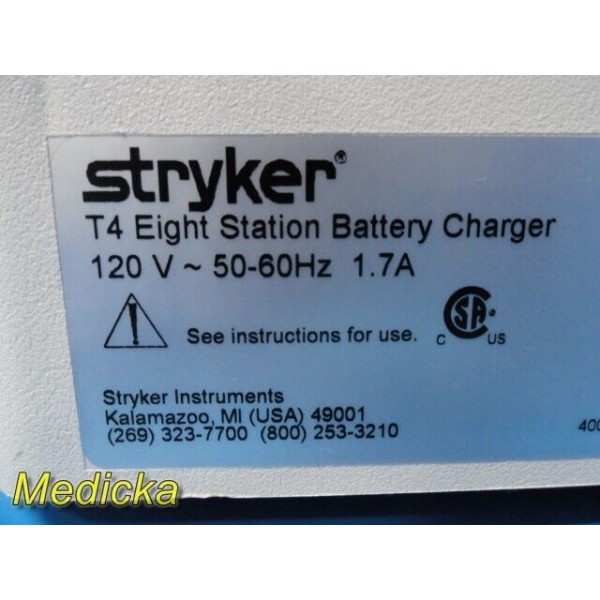 stryker®
T4 Eight Station Battery Charger
120 V ~ 50-60Hz 1.7A
See instructions for use.
C SA US
Stryker Instruments
Kalamazoo, MI (USA) 49001
(269) 323-7700 (800) 253-3210
400
Medicka